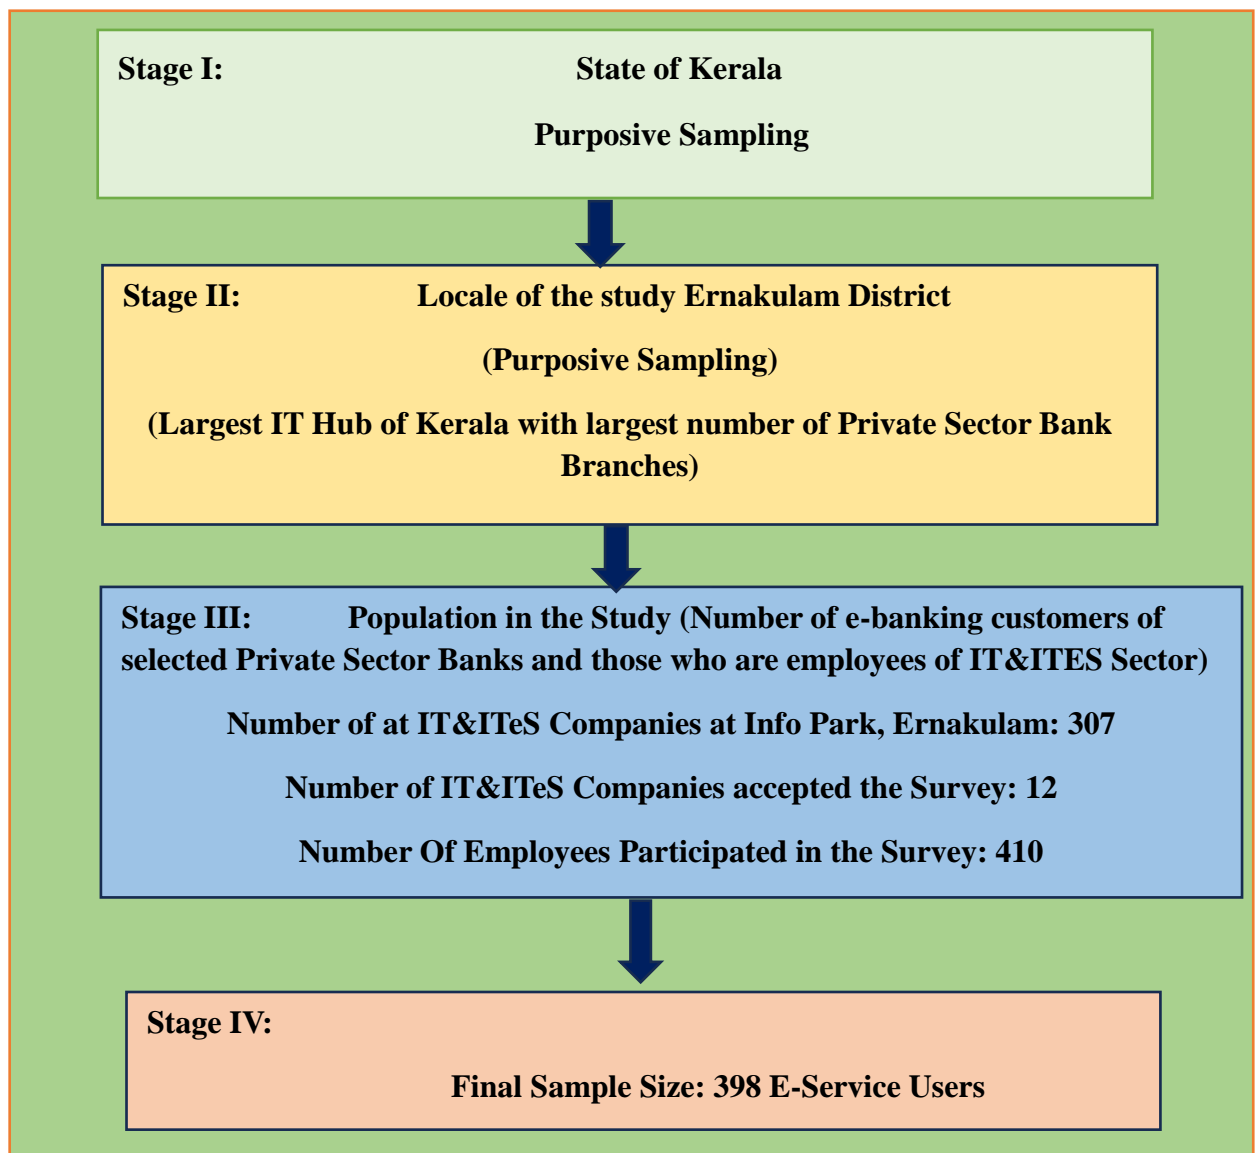 Stage I: State of Kerala
Purposive Sampling
Stage II: Locale of the study Ernakulam District
(Purposive Sampling)
(Largest IT Hub of Kerala with largest number of Private Sector Bank
Branches)
Stage III: Population in the Study (Number of e-banking customers of
selected Private Sector Banks and those who are employees of IT&ITES Sector)
Number of at IT&ITeS Companies at Info Park, Ernakulam: 307
Number of IT&ITeS Companies accepted the Survey: 12
Number Of Employees Participated in the Survey: 410
Stage IV:
Final Sample Size: 398 E-Service Users